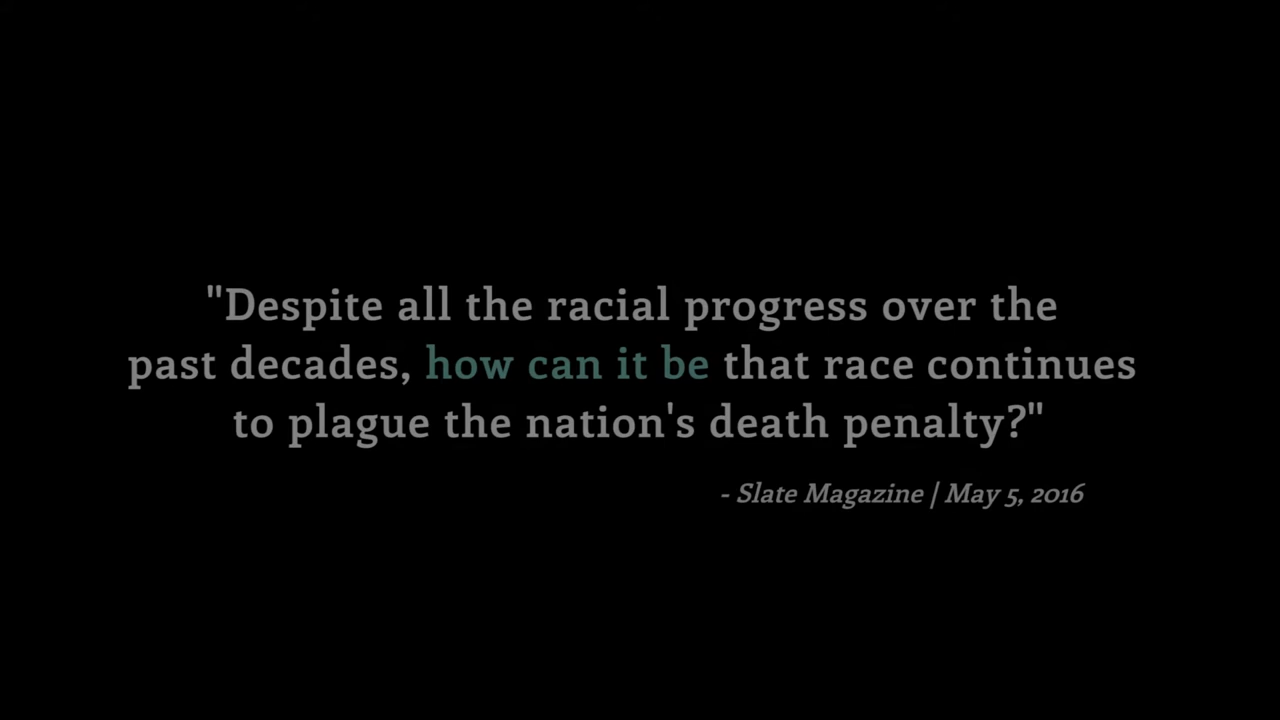 "Despite all the racial progress over the
past decades, how can it be that race continues
to plague the nation's death penalty?"
- Slate Magazine | May 5, 2016